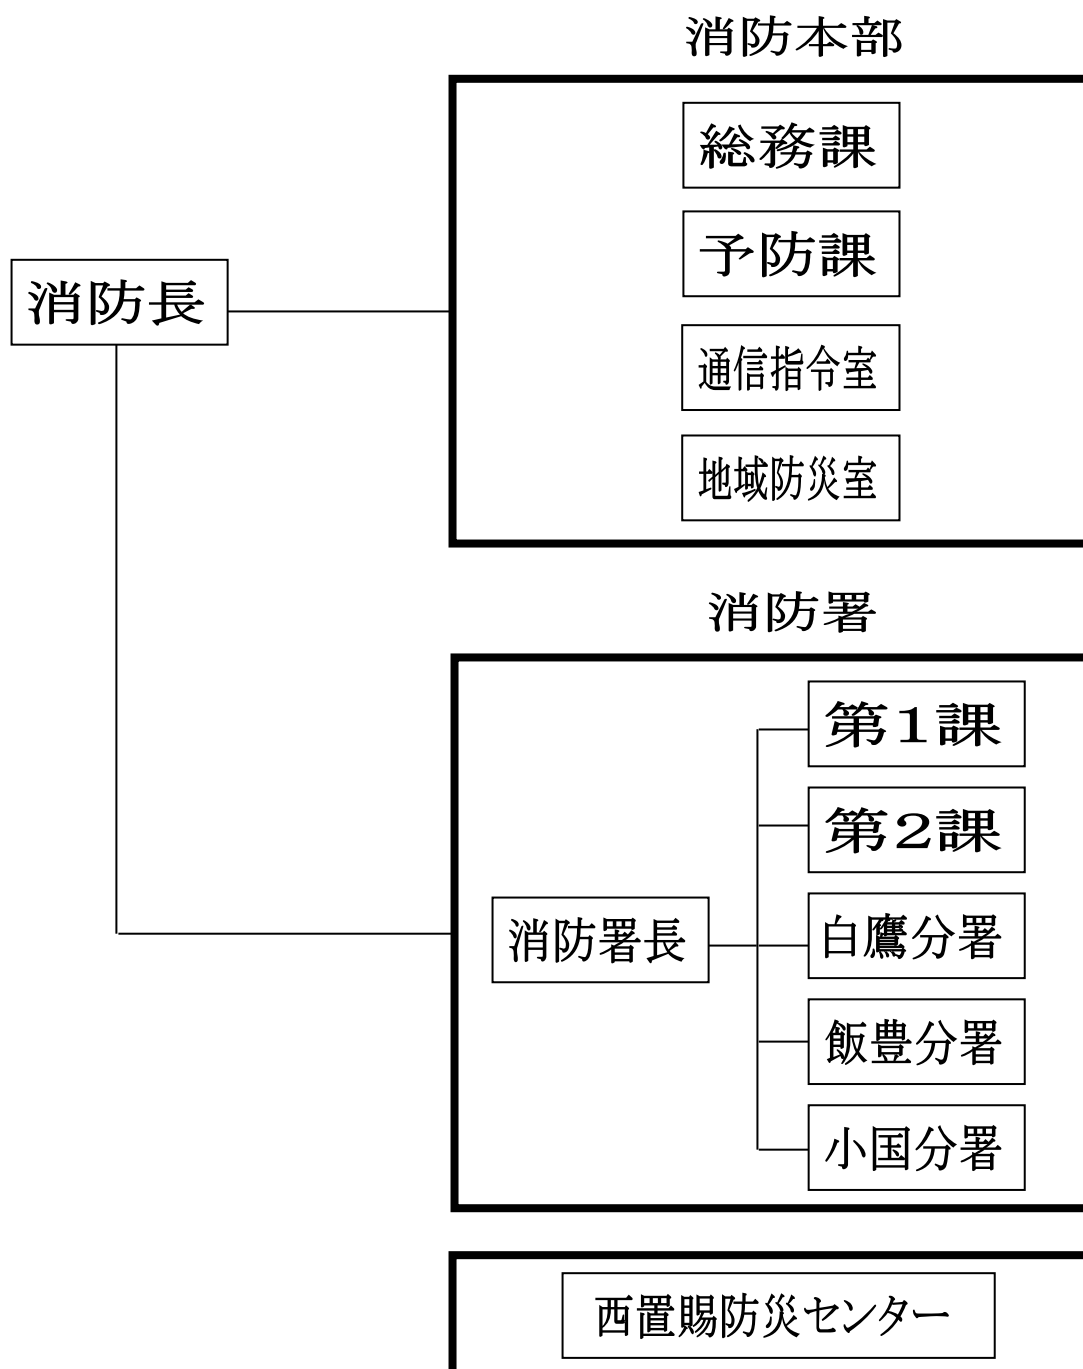 消防本部
総務課
予防課
消防長
通信指令室
地域防災室
消防署
第1課
第2課
消防署長
白鷹分署
飯豊分署
小国分署
西置賜防災センター